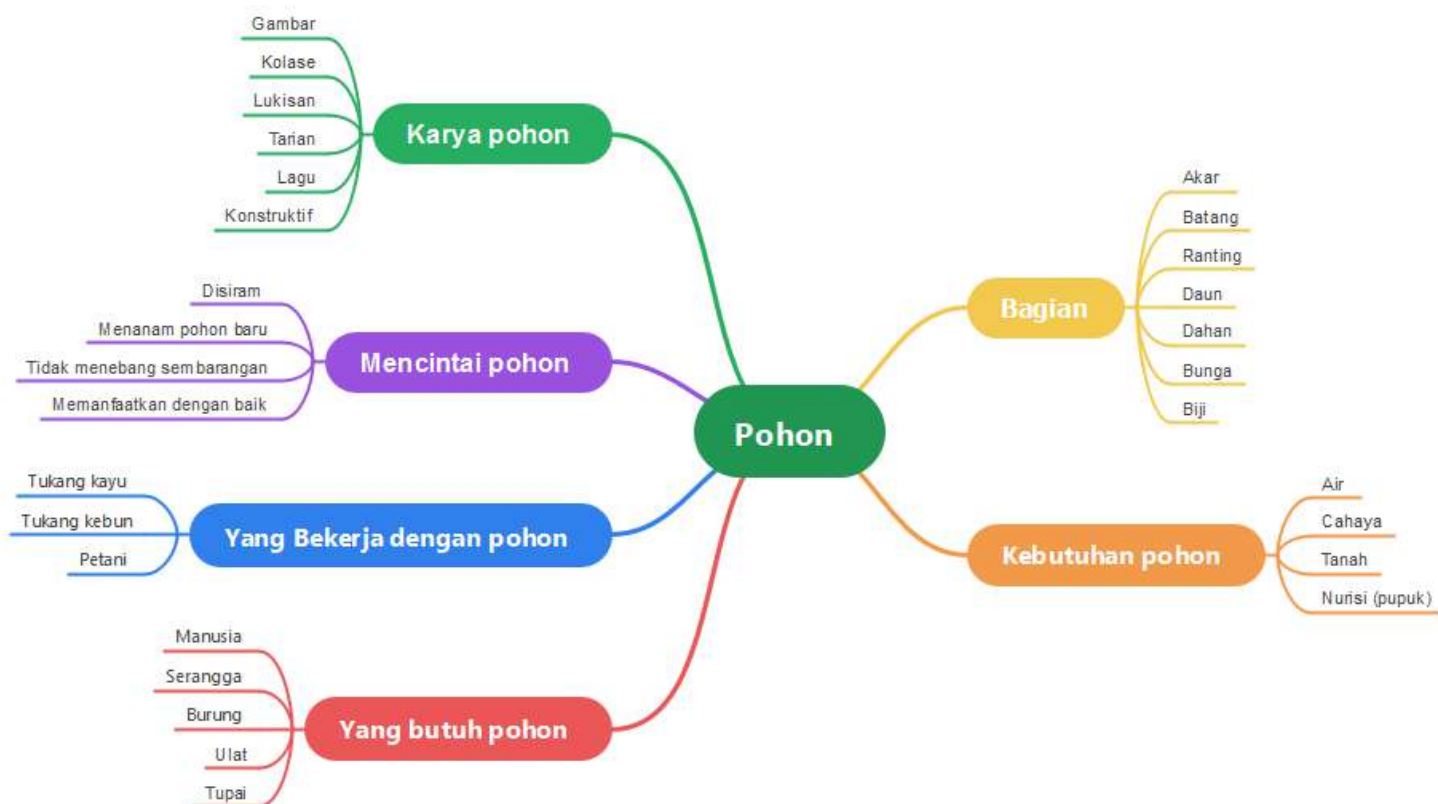 Pohon
Karya pohon
Gambar
Kolase
Lukisan
Tarian
Lagu
Konstruktif
Mencintai pohon
Disiram
Menanam pohon baru
Tidak menebang sembarangan
Memanfaatkan dengan baik
Yang Bekerja dengan pohon
Tukang kayu
Tukang kebun
Petani
Yang butuh pohon
Manusia
Serangga
Burung
Ulat
Tupai
Bagian
Akar
Batang
Ranting
Daun
Dahan
Bunga
Biji
Kebutuhan pohon
Air
Cahaya
Tanah
Nurisi (pupuk)